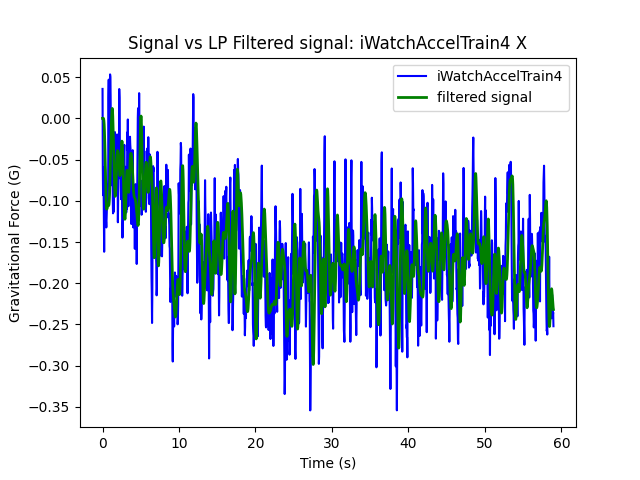 Signal vs LP Filtered signal: iWatchAccelTrain4 X
iWatchAccelTrain4
filtered signal
Gravitational Force (G)
0.05
0.00
−0.05
−0.10
−0.15
−0.20
−0.25
−0.30
−0.35
0 10 20 30 40 50 60
Time (s)